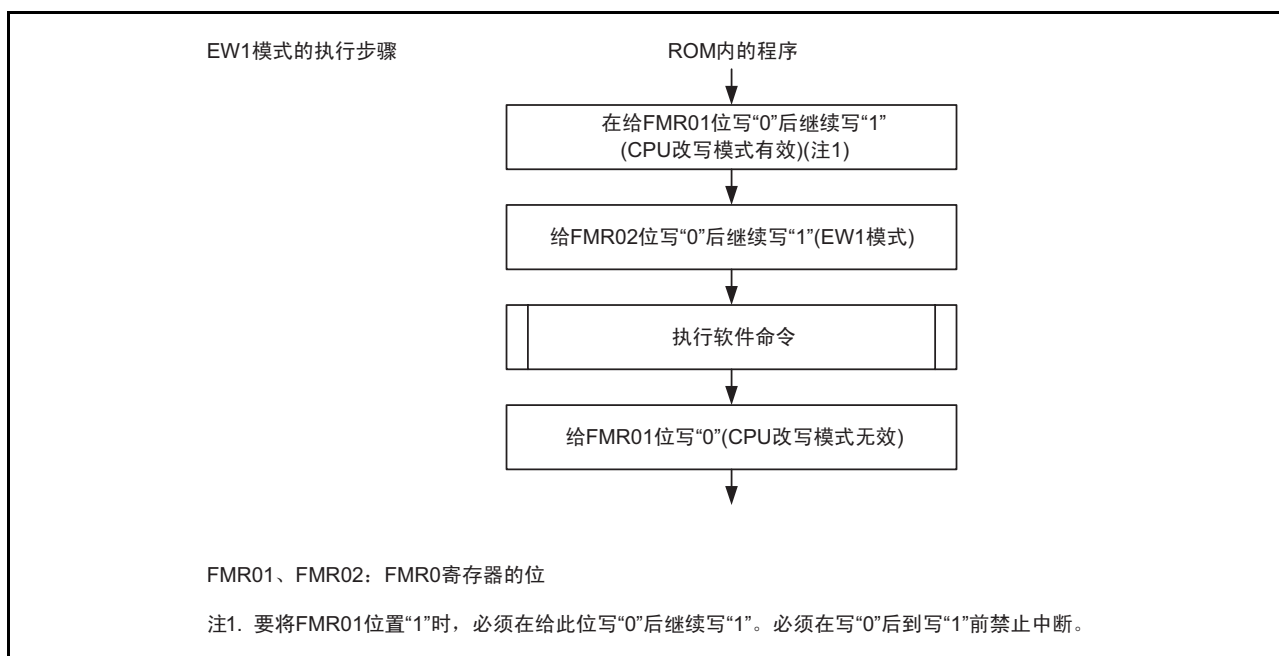 EW1模式的执行步骤
ROM内的程序
在给FMR01位写“0”后继续写“1”
(CPU改写模式有效)(注1)
给FMR02位写“0”后继续写“1”(EW1模式)
执行软件命令
给FMR01位写“0”(CPU改写模式无效)
FMR01、FMR02：FMR0寄存器的位
注1. 要将FMR01位置“1”时，必须在给此位写“0”后继续写“1”。必须在写“0”后到写“1”前禁止中断。